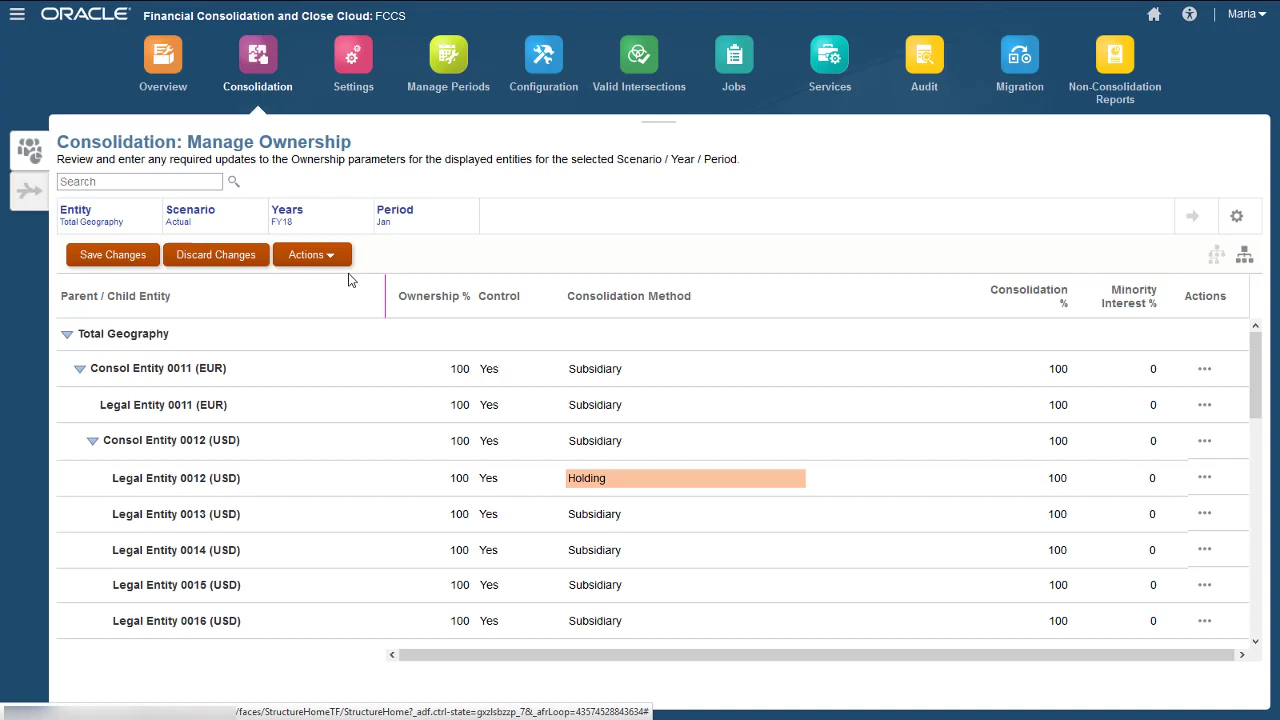 ORACLE Financial Consolidation and Close Cloud: FCCS Maria
Overview Consolidation Settings Manage Periods Configuration Valid Intersections Jobs Services Audit Migration Non-Consolidation Reports
Consolidation: Manage Ownership
Review and enter any required updates to the Ownership parameters for the displayed entities for the selected Scenario / Year / Period.
Search
Entity Scenario Years Period
Total Geography Actual FY18 Jan
Save Changes Discard Changes Actions
Parent / Child Entity Ownership % Control Consolidation Method Consolidation % Minority Interest % Actions
Total Geography
Consol Entity 0011 (EUR) 100 Yes Subsidiary 100 0
Legal Entity 0011 (EUR) 100 Yes Subsidiary 100 0
Consol Entity 0012 (USD) 100 Yes Subsidiary 100 0
Legal Entity 0012 (USD) 100 Yes Holding 100 0
Legal Entity 0013 (USD) 100 Yes Subsidiary 100 0
Legal Entity 0014 (USD) 100 Yes Subsidiary 100 0
Legal Entity 0015 (USD) 100 Yes Subsidiary 100 0
Legal Entity 0016 (USD) 100 Yes Subsidiary 100 0
/faces/StructureHomeTF/StructureHome?_adf.ctrl-state=gxzlsbzzp_7&_afrLoop=43574528843634#